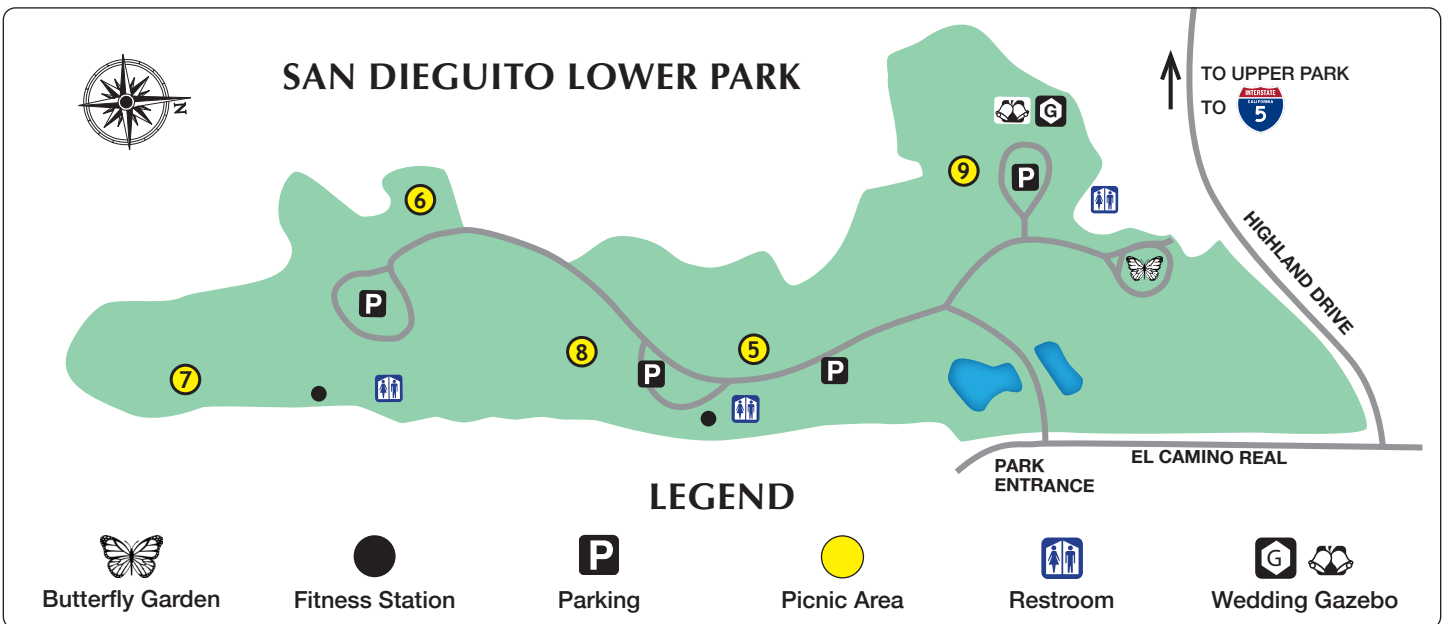 SAN DIEGUITO LOWER PARK
N
TO UPPER PARK
TO
INTERSTATE
CALIFORNIA
5
G
9
P
6
HIGHLAND DRIVE
P
8
5
P
P
7
EL CAMINO REAL
PARK
ENTRANCE
LEGEND
P
G
Butterfly Garden
Fitness Station
Parking
Picnic Area
Restroom
Wedding Gazebo